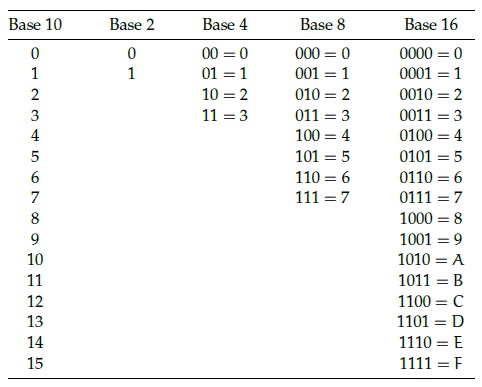 Base 10 Base 2 Base 4 Base 8 Base 16
0 0 00 = 0 000 = 0 0000 = 0
1 1 01 = 1 001 = 1 0001 = 1
2 10 = 2 010 = 2 0010 = 2
3 11 = 3 011 = 3 0011 = 3
4 100 = 4 0100 = 4
5 101 = 5 0101 = 5
6 110 = 6 0110 = 6
7 111 = 7 0111 = 7
8 1000 = 8
9 1001 = 9
10 1010 = A
11 1011 = B
12 1100 = C
13 1101 = D
14 1110 = E
15 1111 = F